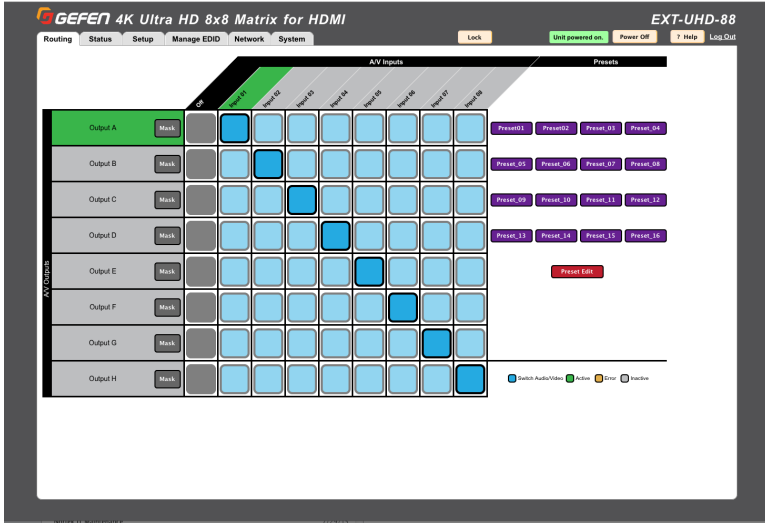 GEFEN 4K Ultra HD 8x8 Matrix for HDMI EXT-UHD-88
Routing Status Setup Manage EDID Network System Lock Unit powered on. Power Off ? Help Log Out
A/V Inputs Presets
Off Input 01 Input 02 Input 03 Input 04 Input 05 Input 06 Input 07 Input 08
A/V Outputs
Output A Mask Preset01 Preset02 Preset_03 Preset_04
Output B Mask Preset_05 Preset_06 Preset_07 Preset_08
Output C Mask Preset_09 Preset_10 Preset_11 Preset_12
Output D Mask Preset_13 Preset_14 Preset_15 Preset_16
Output E Mask Preset Edit
Output F Mask
Output G Mask
Output H Mask Switch Audio/Video Active Error Inactive